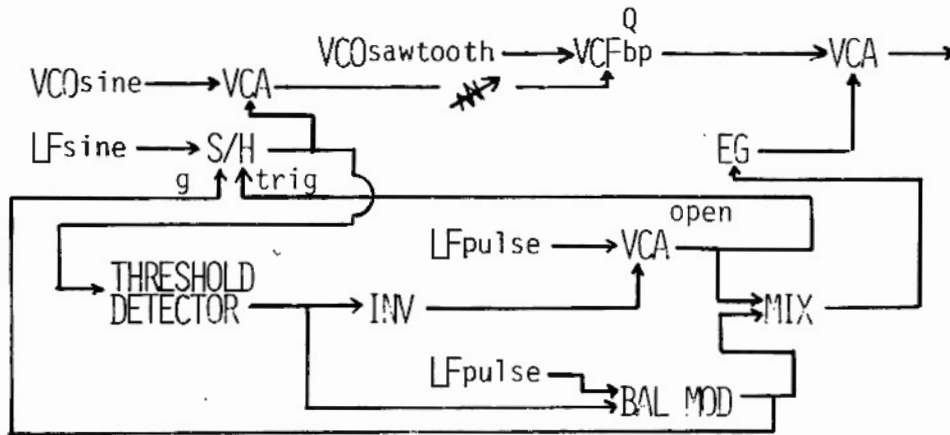 Q
VCOsawtooth VCFbp VCA
VCOsine VCA
LFsine S/H EG
g trig
open
LFpulse VCA
THRESHOLD
DETECTOR INV MIX
LFpulse
BAL MOD